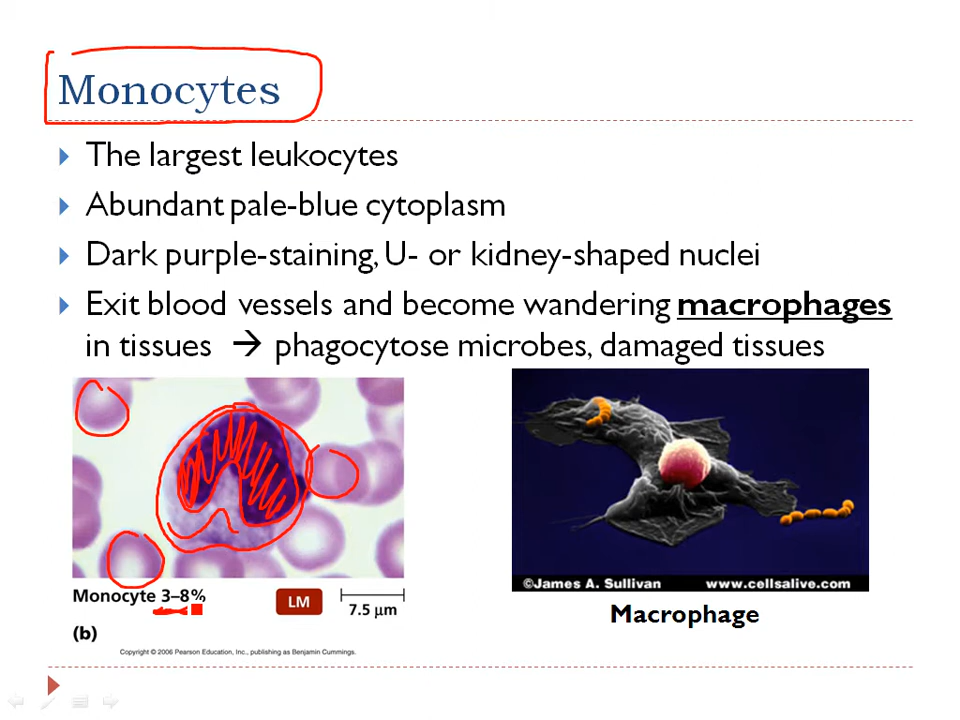 Monocytes
The largest leukocytes
Abundant pale-blue cytoplasm
Dark purple-staining, U- or kidney-shaped nuclei
Exit blood vessels and become wandering macrophages
in tissues → phagocytose microbes, damaged tissues
Monocyte 3–8%
LM
7.5 µm
(b)
Copyright © 2006 Pearson Education, Inc., publishing as Benjamin Cummings.
©James A. Sullivan www.cellsalive.com
Macrophage